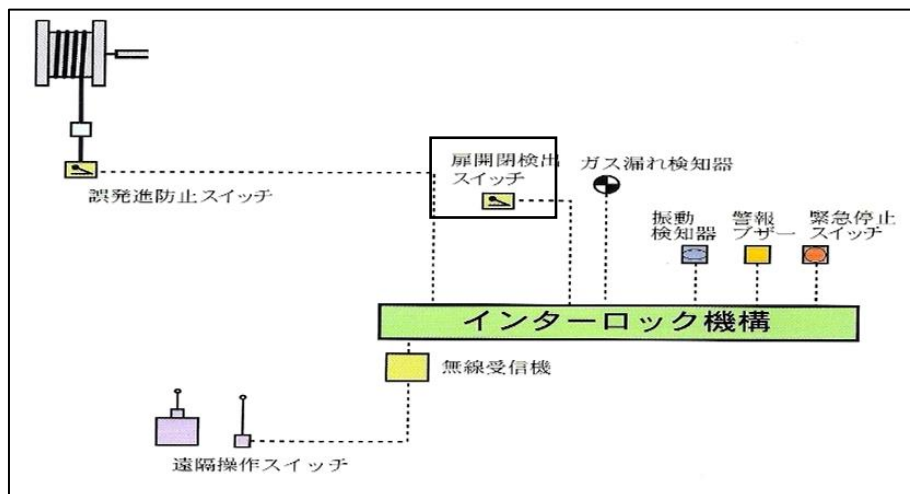 扉開閉検出
スイッチ
ガス漏れ検知器
誤発進防止スイッチ
振動
検知器
警報
ブザー
緊急停止
スイッチ
インターロック機構
無線受信機
遠隔操作スイッチ